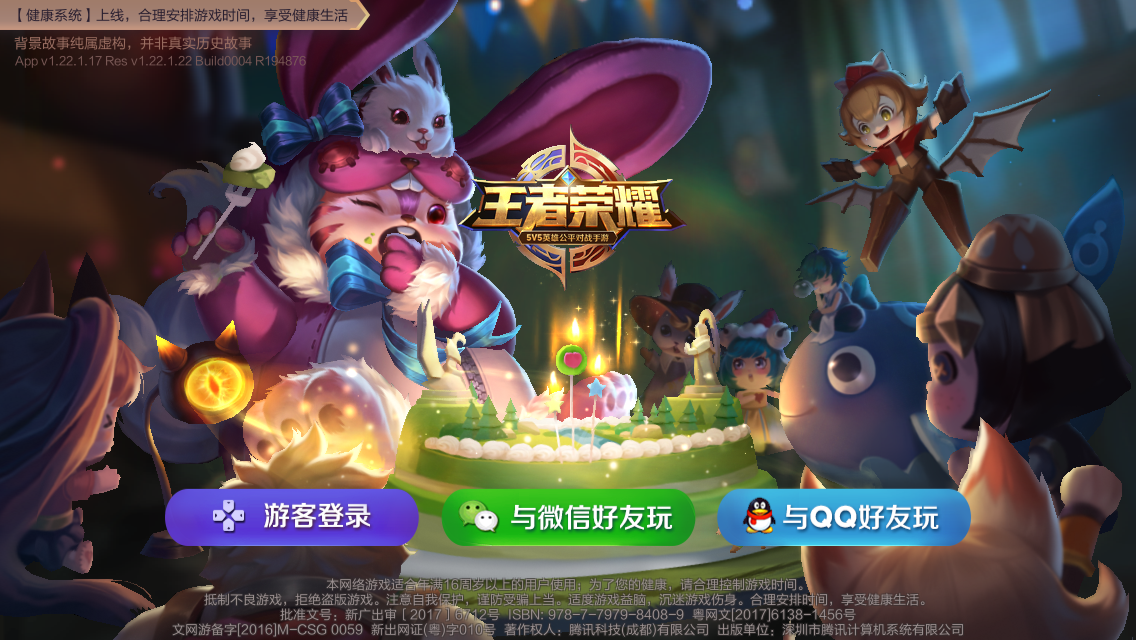 【健康系统】上线，合理安排游戏时间，享受健康生活
背景故事纯属虚构，并非真实历史故事
App v1.22.1.17 Res v1.22.1.22 Build0004 R194876
王者荣耀
5V5英雄公平对战手游
游客登录
与微信好友玩
与QQ好友玩
本网络游戏适合年满16周岁以上的用户使用；为了您的健康，请合理控制游戏时间。
抵制不良游戏，拒绝盗版游戏。注意自我保护，谨防受骗上当。适度游戏益脑，沉迷游戏伤身。合理安排时间，享受健康生活。
批准文号：新广出审［2017］6712号 ISBN: 978-7-7979-8408-9 粤网文[2017]6138-1456号
文网游备字[2016]M-CSG 0059 新出网证(粤)字010号 著作权人：腾讯科技(成都)有限公司 出版单位：深圳市腾讯计算机系统有限公司